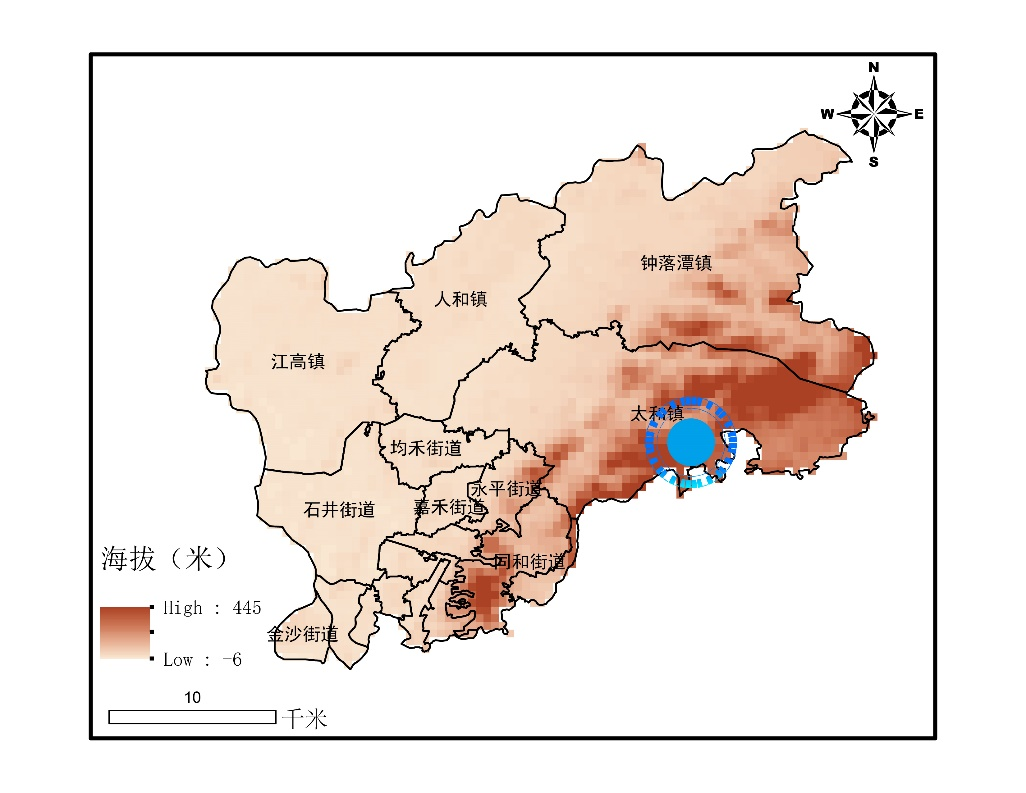 N
W
E
S
钟落潭镇
人和镇
江高镇
太和镇
均禾街道
永平街道
嘉禾街道
石井街道
同和街道
金沙街道
海拔（米）
High : 445
Low : -6
10
千米